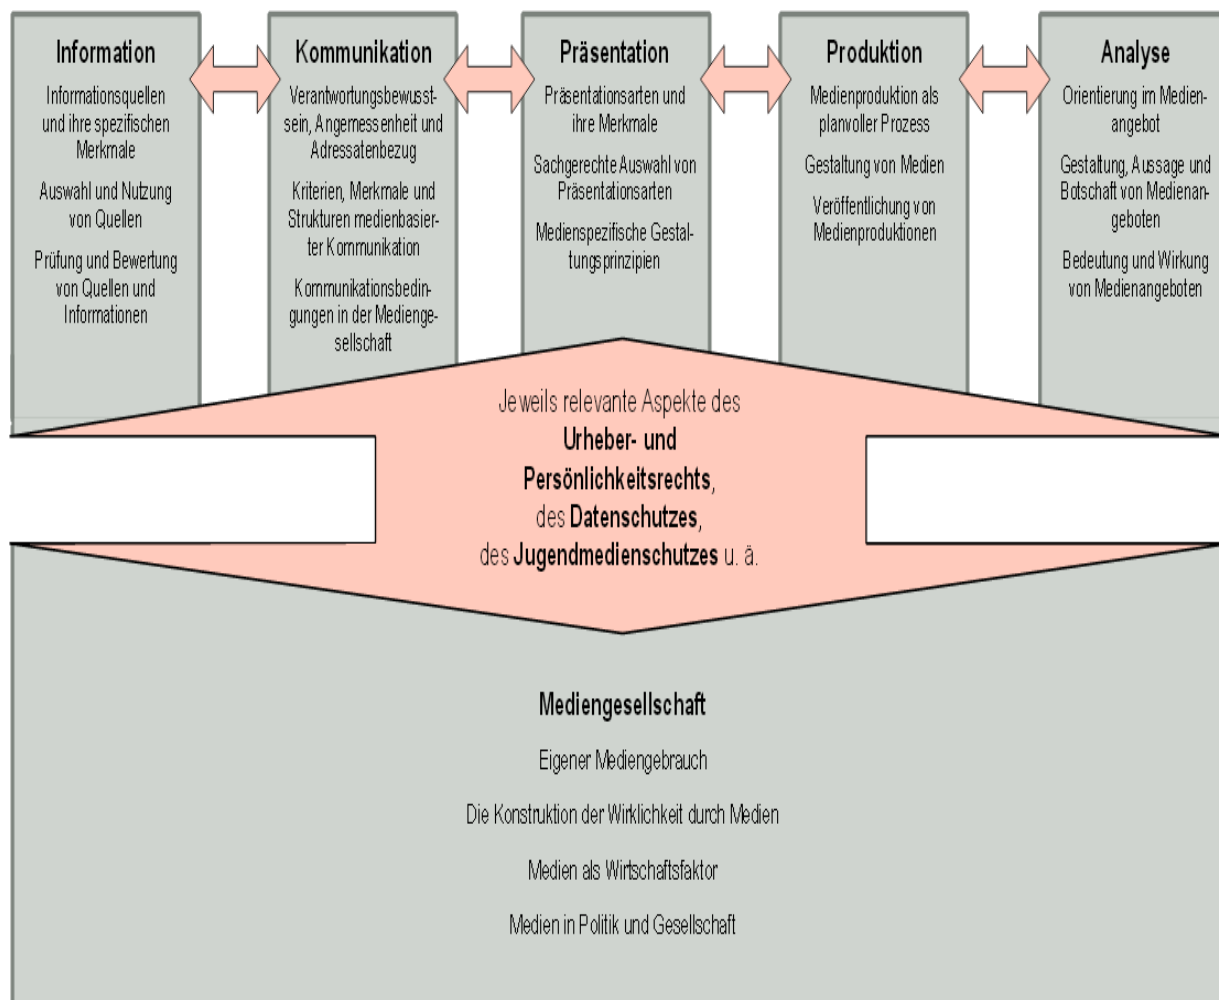 Information
Informationsquellen
und ihre spezifischen
Merkmale
Auswahl und Nutzung
von Quellen
Prüfung und Bewertung
von Quellen und
Informationen
Kommunikation
Verantwortungsbewusst-
sein, Angemessenheit und
Adressatenbezug
Kriterien, Merkmale und
Strukturen medienbasier-
ter Kommunikation
Kommunikationsbedin-
gungen in der Medienge-
sellschaft
Präsentation
Präsentationsarten und
ihre Merkmale
Sachgerechte Auswahl von
Präsentationsarten
Medienspezifische Gestal-
tungsprinzipien
Produktion
Medienproduktion als
planvoller Prozess
Gestaltung von Medien
Veröffentlichung von
Medienproduktionen
Analyse
Orientierung im Medien-
angebot
Gestaltung, Aussage und
Botschaft von Medienan-
geboten
Bedeutung und Wirkung
von Medienangeboten
Jeweils relevante Aspekte des
Urheber- und
Persönlichkeitsrechts,
des Datenschutzes,
des Jugendmedienschutzes u. ä.
Mediengesellschaft
Eigener Mediengebrauch
Die Konstruktion der Wirklichkeit durch Medien
Medien als Wirtschaftsfaktor
Medien in Politik und Gesellschaft